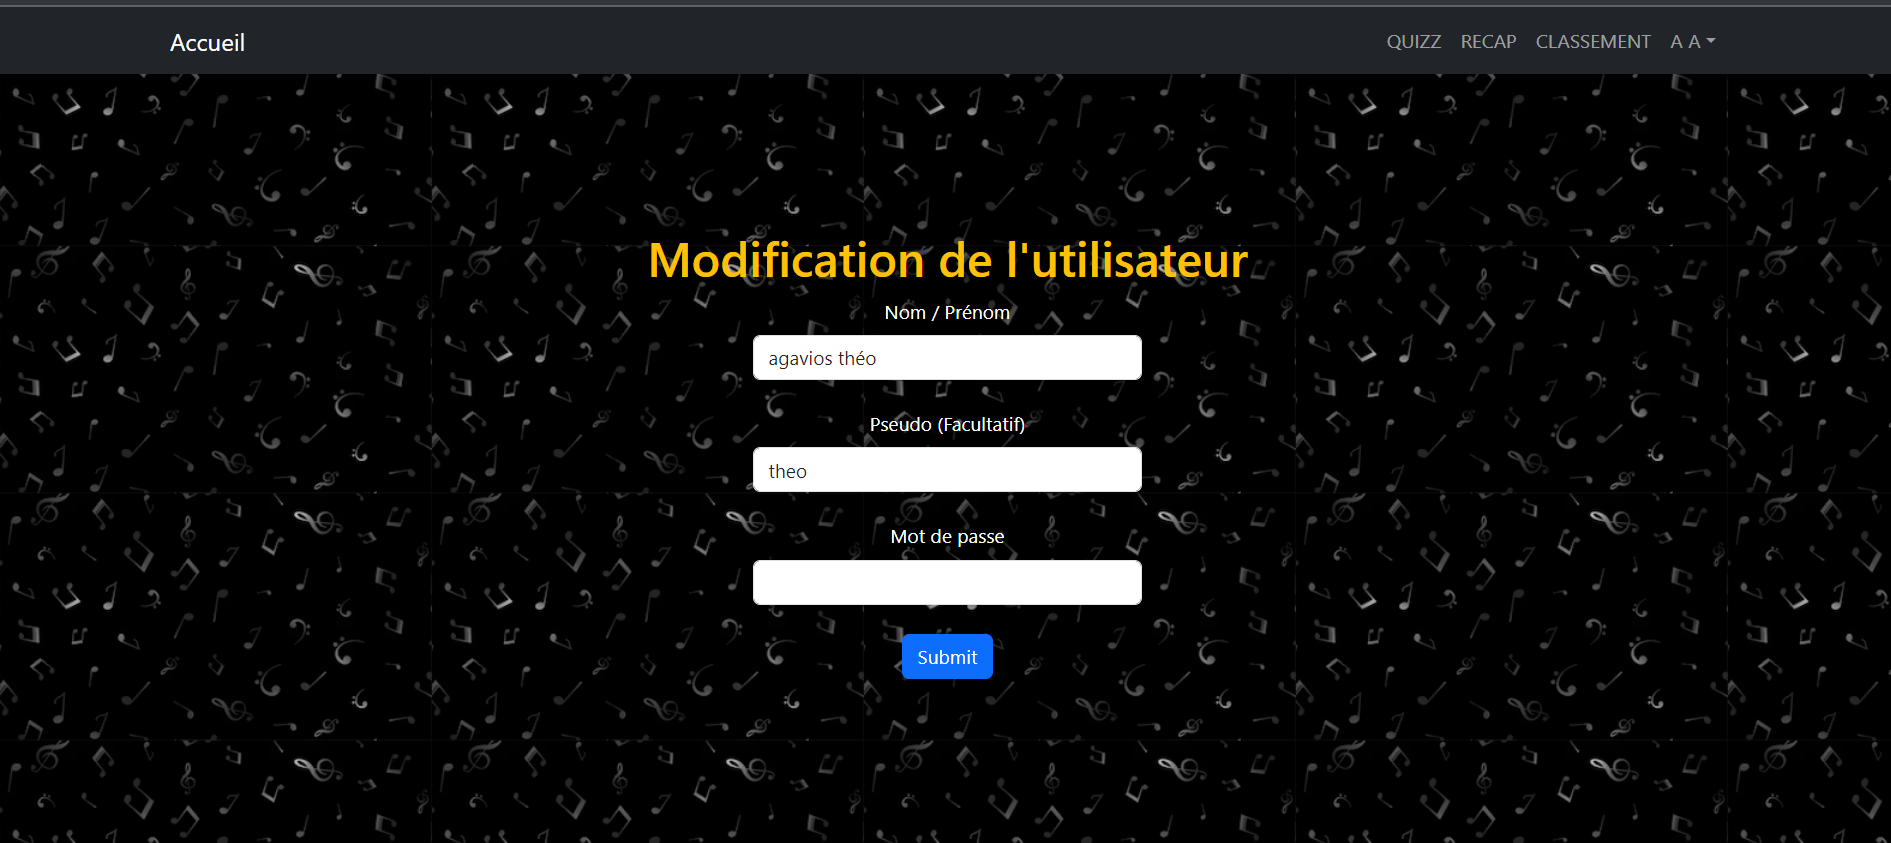 Accueil QUIZZ RECAP CLASSEMENT A A
Modification de l'utilisateur
Nom / Prénom
agavios théo
Pseudo (Facultatif)
theo
Mot de passe
Submit